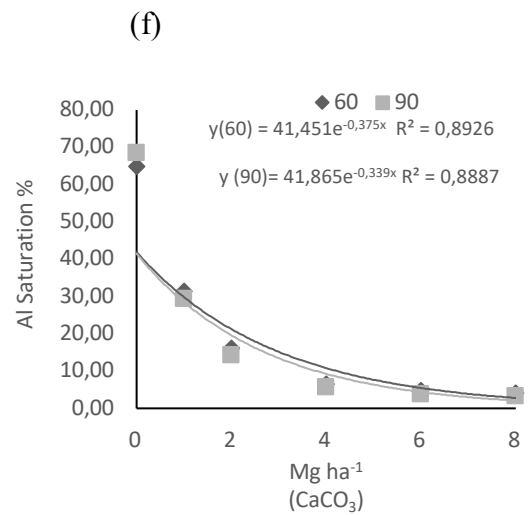 (f)
60 90
y(60) = 41,451e^-0,375x R² = 0,8926
y (90)= 41,865e^-0,339x R² = 0,8887
80,00
70,00
60,00
50,00
40,00
30,00
20,00
10,00
0,00
Al Saturation %
0 2 4 6 8
Mg ha⁻¹
(CaCO₃)